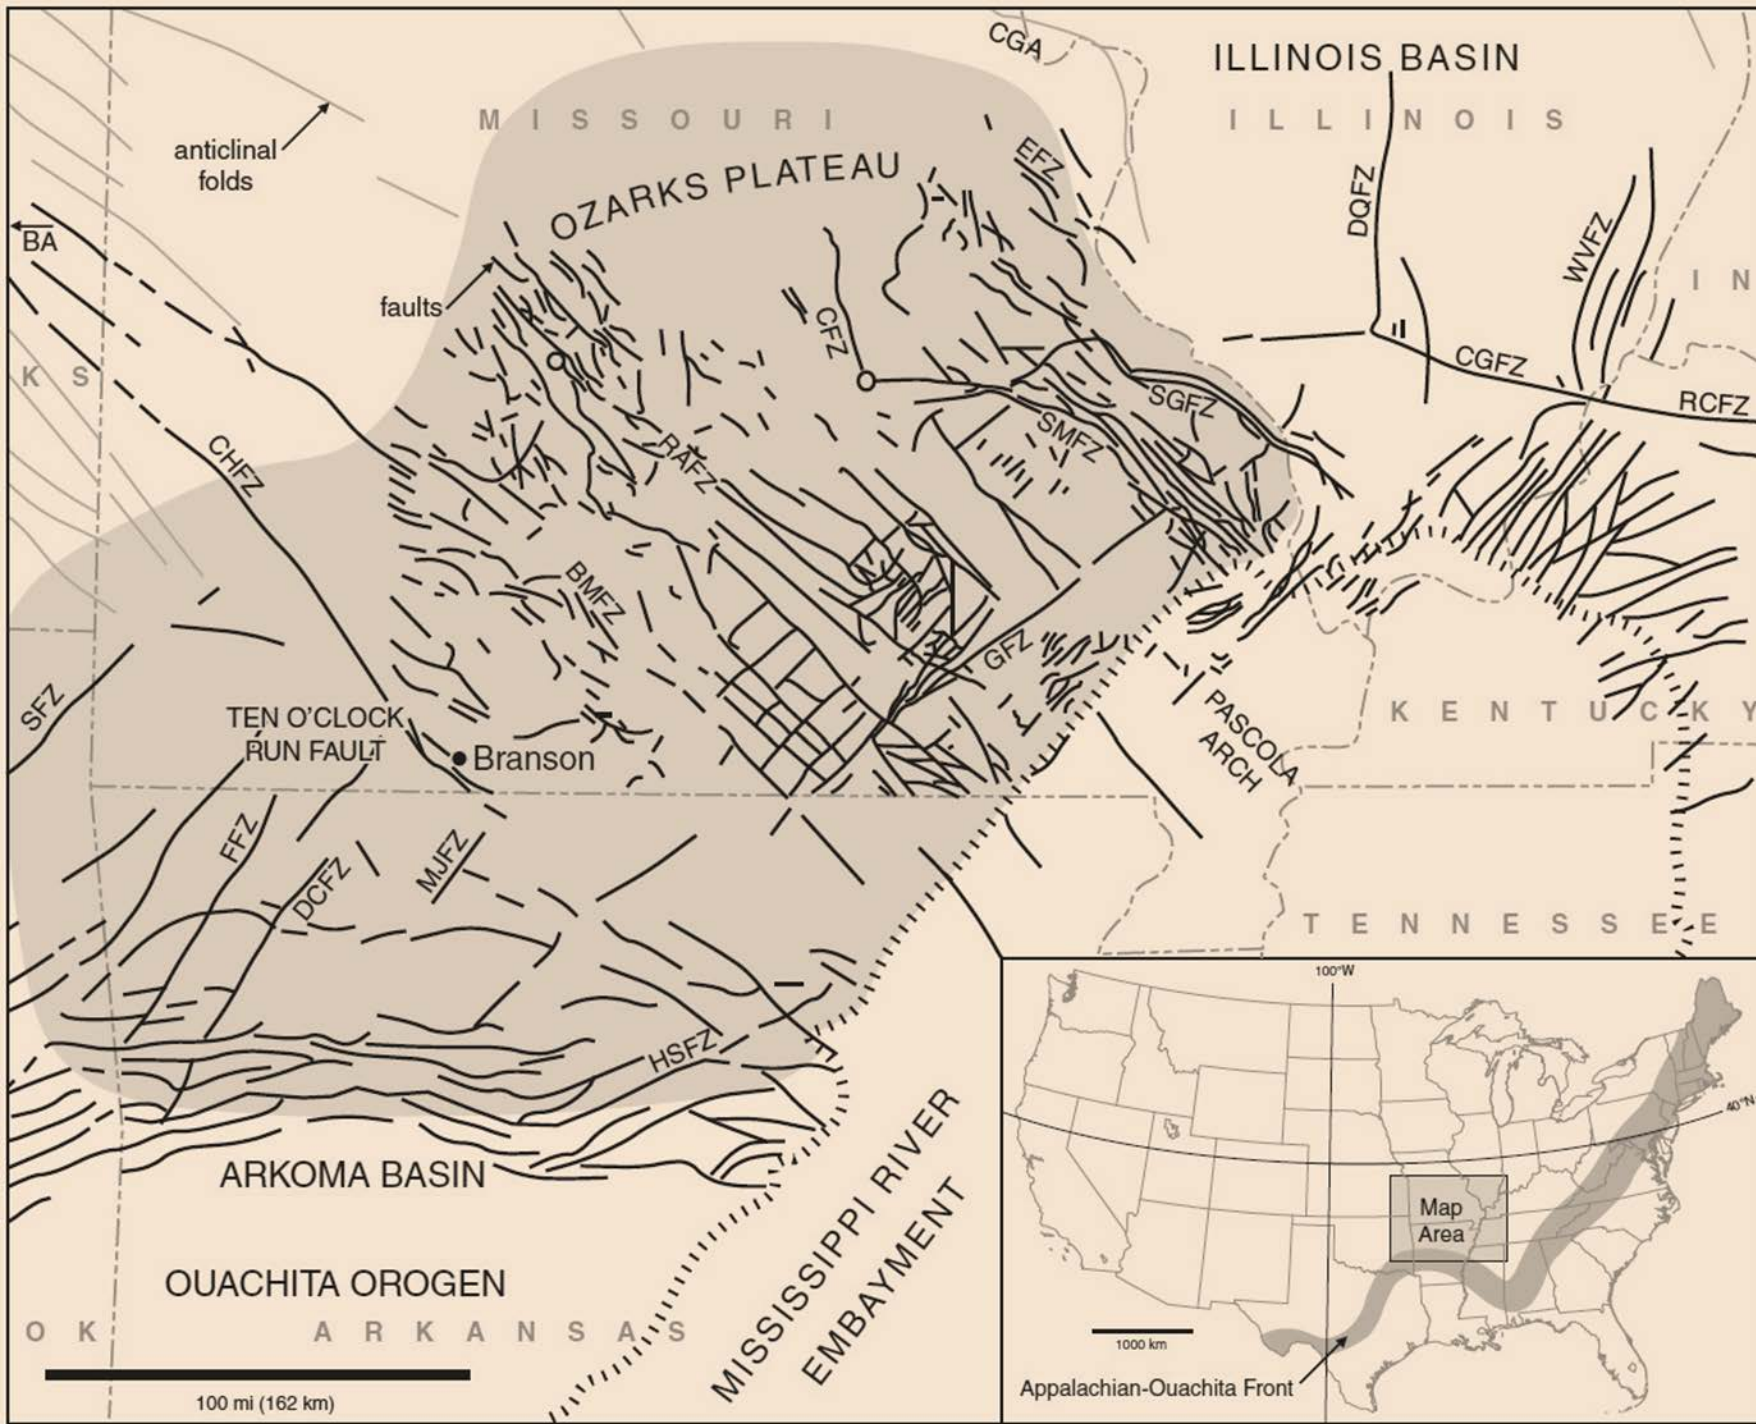 CGA
ILLINOIS BASIN
MISSOURI
ILLINOIS
anticlinal
folds
OZARKS PLATEAU
EFZ
DQFZ
WVFZ
BA
IN
faults
CFZ
KS
CGFZ
RCFZ
SGFZ
SMFZ
CHFZ
RAFZ
BMFZ
GFZ
SFZ
TEN O'CLOCK
RUN FAULT
Branson
PASCOLA
ARCH
KENTUCKY
FFZ
DCFZ
MJFZ
TENNESSEE
HSFZ
100°W
40°N
ARKOMA BASIN
MISSISSIPPI RIVER
EMBAYMENT
Map
Area
OUACHITA OROGEN
OK
ARKANSAS
1000 km
Appalachian-Ouachita Front
100 mi (162 km)